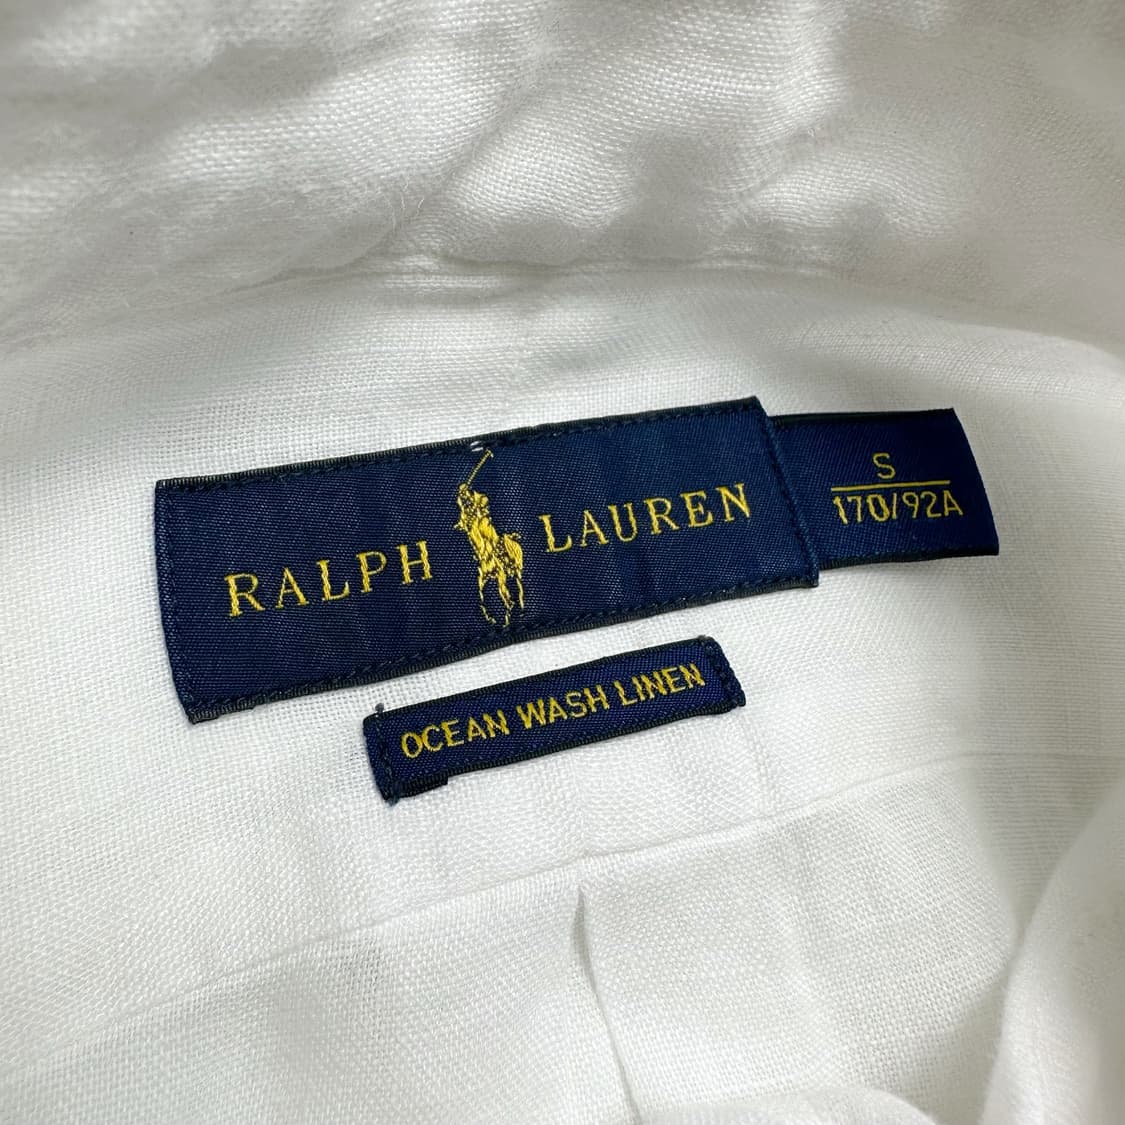 RALPH LAUREN
S
170/92A
OCEAN WASH LINEN